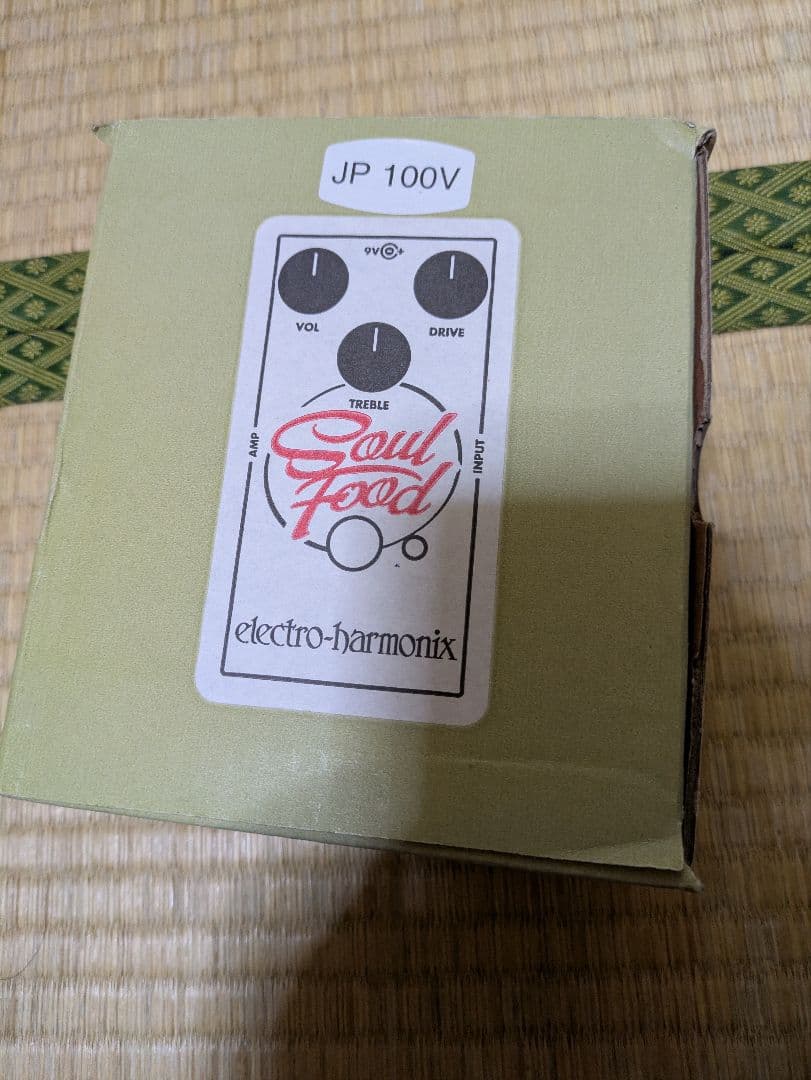 JP 100V
9V +
VOL
DRIVE
TREBLE
AMP
INPUT
Soul
Food
electro-harmonix